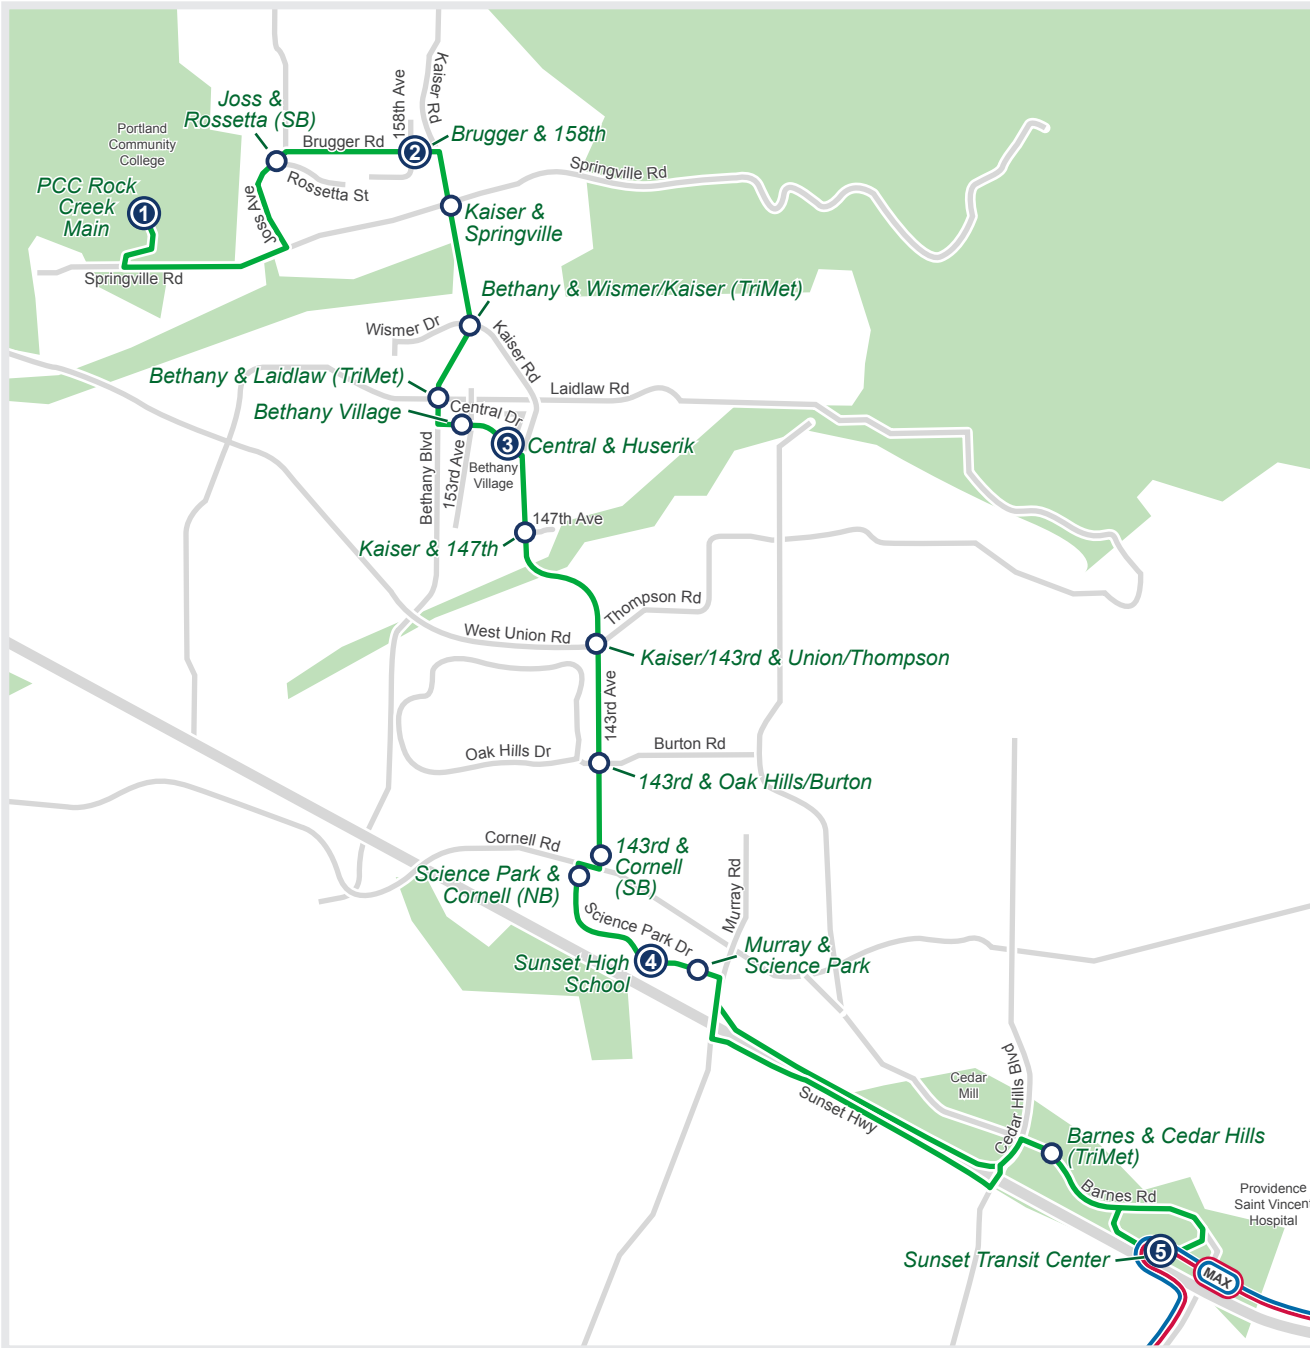 Kaiser Rd
158th Ave
Joss &
Rossetta (SB)
Portland
Community
College
Brugger Rd
2
Brugger & 158th
Springville Rd
Rossetta St
PCC Rock
Creek
Main
1
Joss Ave
Kaiser &
Springville
Springville Rd
Bethany & Wismer/Kaiser (TriMet)
Wismer Dr
Kaiser Rd
Bethany & Laidlaw (TriMet)
Laidlaw Rd
Central Dr
Bethany Village
3
Central & Huserik
Bethany Blvd
153rd Ave
Bethany
Village
147th Ave
Kaiser & 147th
Thompson Rd
West Union Rd
Kaiser/143rd & Union/Thompson
143rd Ave
Oak Hills Dr
Burton Rd
143rd & Oak Hills/Burton
Cornell Rd
143rd &
Cornell
(SB)
Science Park &
Cornell (NB)
Murray Rd
Science Park Dr
Murray &
Science Park
Sunset High
School
4
Cedar
Mill
Cedar Hills Blvd
Sunset Hwy
Barnes & Cedar Hills
(TriMet)
Barnes Rd
Providence
Saint Vincent
Hospital
Sunset Transit Center
5
MAX